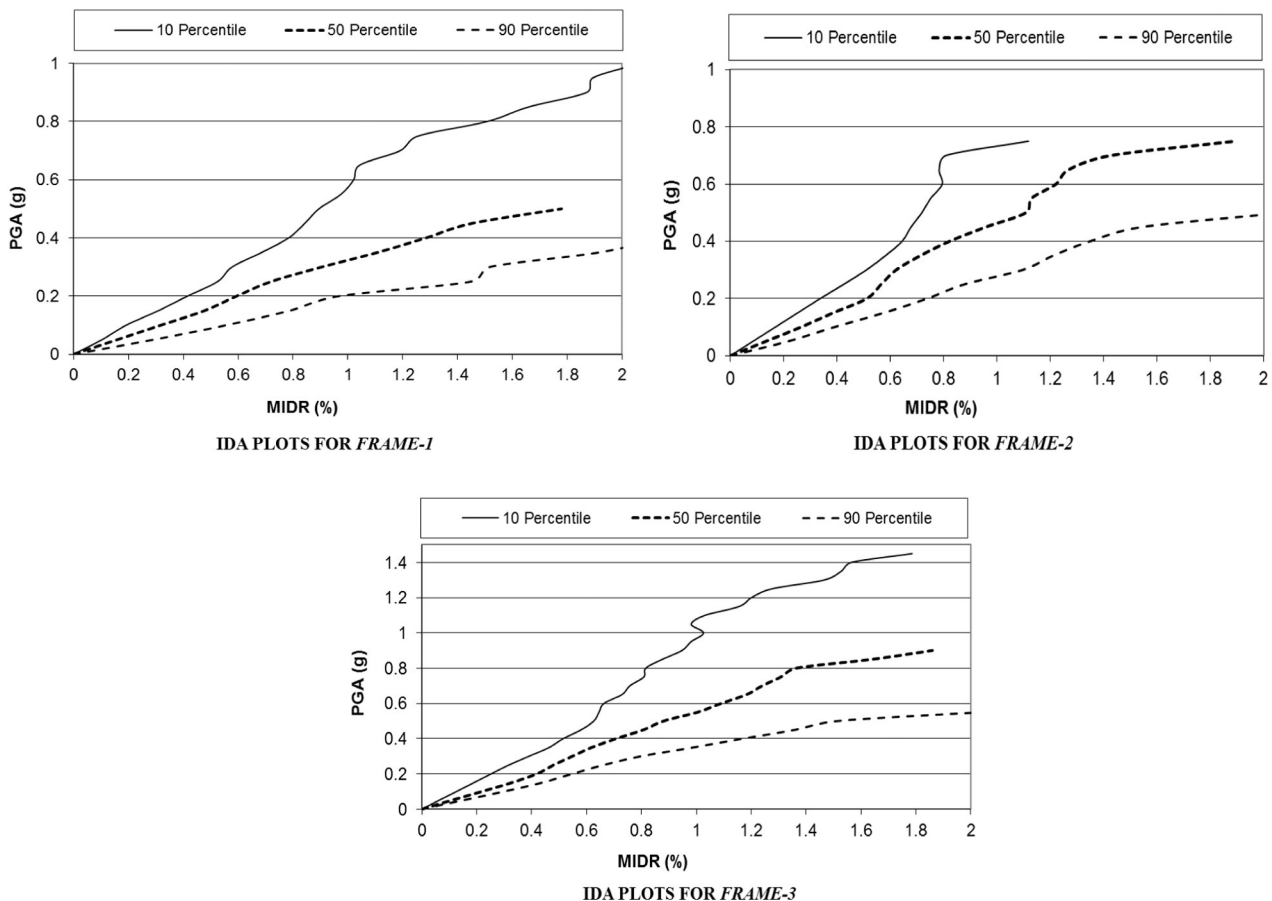 10 Percentile 50 Percentile 90 Percentile
1
0.8
0.6
0.4
0.2
0
PGA (g)
0 0.2 0.4 0.6 0.8 1 1.2 1.4 1.6 1.8 2
MIDR (%)
IDA PLOTS FOR FRAME-1
10 Percentile 50 Percentile 90 Percentile
1
0.8
0.6
0.4
0.2
0
PGA (g)
0 0.2 0.4 0.6 0.8 1 1.2 1.4 1.6 1.8 2
MIDR (%)
IDA PLOTS FOR FRAME-2
10 Percentile 50 Percentile 90 Percentile
1.4
1.2
1
0.8
0.6
0.4
0.2
0
PGA (g)
0 0.2 0.4 0.6 0.8 1 1.2 1.4 1.6 1.8 2
MIDR (%)
IDA PLOTS FOR FRAME-3